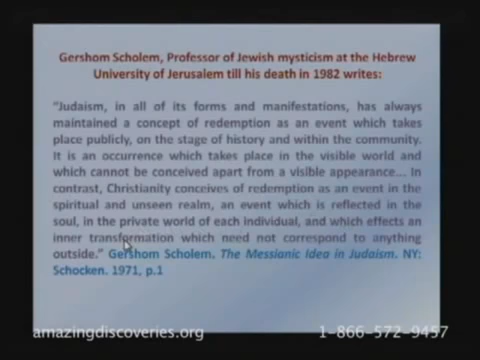 Gershom Scholem, Professor of Jewish mysticism at the Hebrew
University of Jerusalem till his death in 1982 writes:
"Judaism, in all of its forms and manifestations, has always
maintained a concept of redemption as an event which takes
place publicly, on the stage of history and within the community.
It is an occurrence which takes place in the visible world and
which cannot be conceived apart from a visible appearance... In
contrast, Christianity conceives of redemption as an event in the
spiritual and unseen realm, an event which is reflected in the
soul, in the private world of each individual, and which effects an
inner transformation which need not correspond to anything
outside." Gershom Scholem. The Messianic Idea in Judaism. NY:
Schocken. 1971, p.1
amazingdiscoveries.org 1-866-572-9457